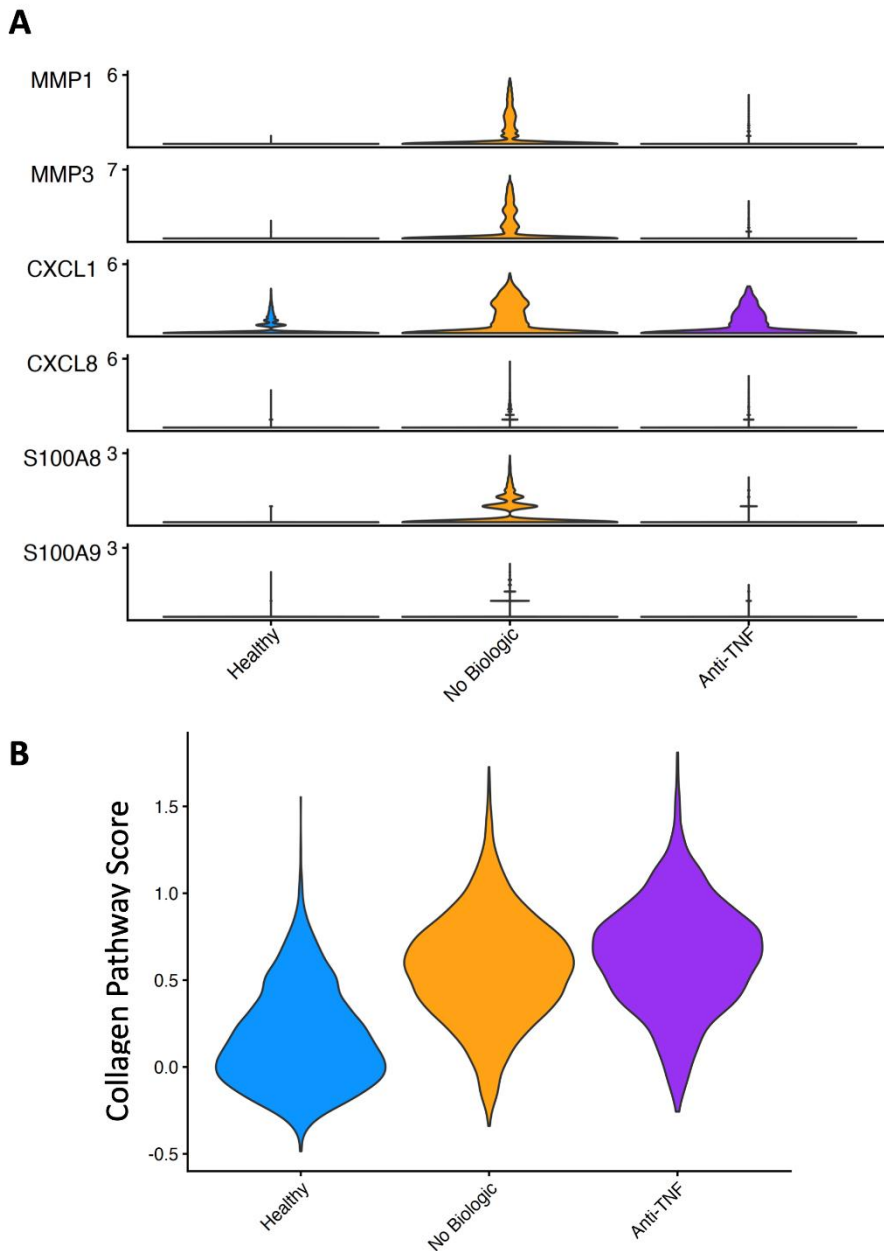 A
MMP1 6
MMP3 7
CXCL1 6
CXCL8 6
S100A8 3
S100A9 3
Healthy No Biologic Anti-TNF
B
Collagen Pathway Score
1.5
1.0
0.5
0.0
-0.5
Healthy No Biologic Anti-TNF